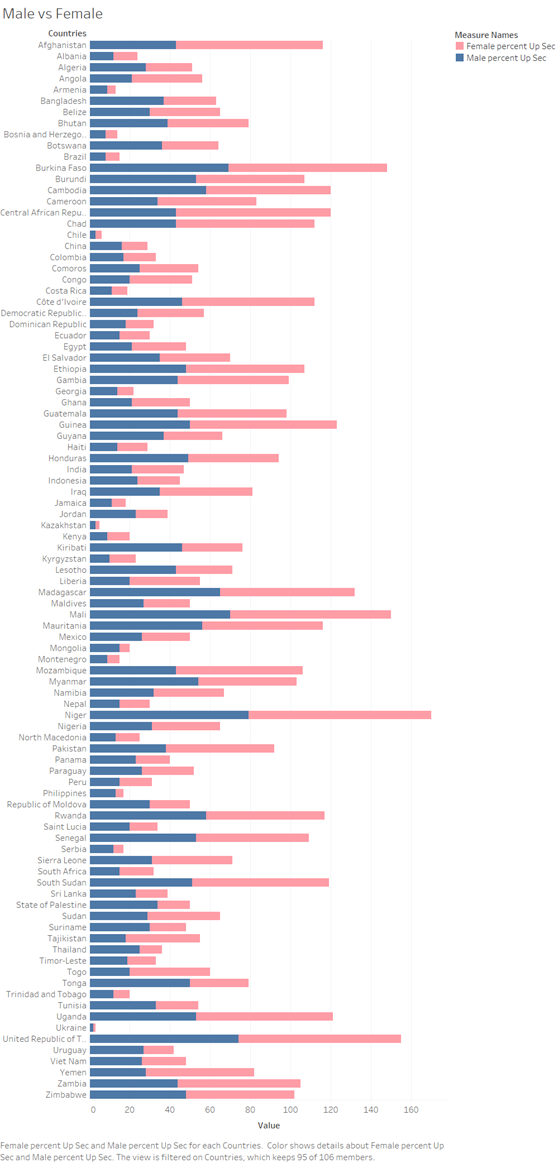 Male vs Female
Countries
Measure Names
Female percent Up Sec
Male percent Up Sec
Afghanistan
Albania
Algeria
Angola
Armenia
Bangladesh
Belize
Bhutan
Bosnia and Herzego..
Botswana
Brazil
Burkina Faso
Burundi
Cambodia
Cameroon
Central African Repu..
Chad
Chile
China
Colombia
Comoros
Congo
Costa Rica
Côte d'Ivoire
Democratic Republic..
Dominican Republic
Ecuador
Egypt
El Salvador
Ethiopia
Gambia
Georgia
Ghana
Guatemala
Guinea
Guyana
Haiti
Honduras
India
Indonesia
Iraq
Jamaica
Jordan
Kazakhstan
Kenya
Kiribati
Kyrgyzstan
Lesotho
Liberia
Madagascar
Maldives
Mali
Mauritania
Mexico
Mongolia
Montenegro
Mozambique
Myanmar
Namibia
Nepal
Niger
Nigeria
North Macedonia
Pakistan
Panama
Paraguay
Peru
Philippines
Republic of Moldova
Rwanda
Saint Lucia
Senegal
Serbia
Sierra Leone
South Africa
South Sudan
Sri Lanka
State of Palestine
Sudan
Suriname
Tajikistan
Thailand
Timor-Leste
Togo
Tonga
Trinidad and Tobago
Tunisia
Uganda
Ukraine
United Republic of T..
Uruguay
Viet Nam
Yemen
Zambia
Zimbabwe
0 20 40 60 80 100 120 140 160
Value
Female percent Up Sec and Male percent Up Sec for each Countries. Color shows details about Female percent Up
Sec and Male percent Up Sec. The view is filtered on Countries, which keeps 95 of 106 members.